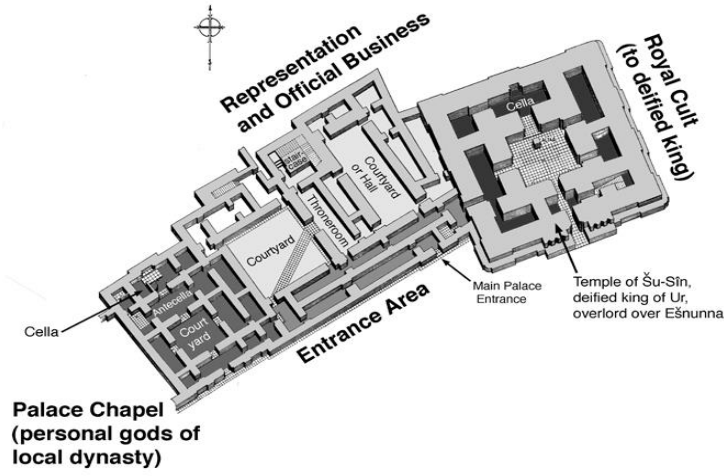 Representation
and Official Business
Royal Cult
(to deified king)
Cella
stair-
case
Courtyard
or Hall
Throneroom
Courtyard
Antecella
Court
yard
Cella
Main Palace
Entrance
Entrance Area
Temple of Šu-Sîn,
deified king of Ur,
overlord over Ešnunna
Palace Chapel
(personal gods of
local dynasty)